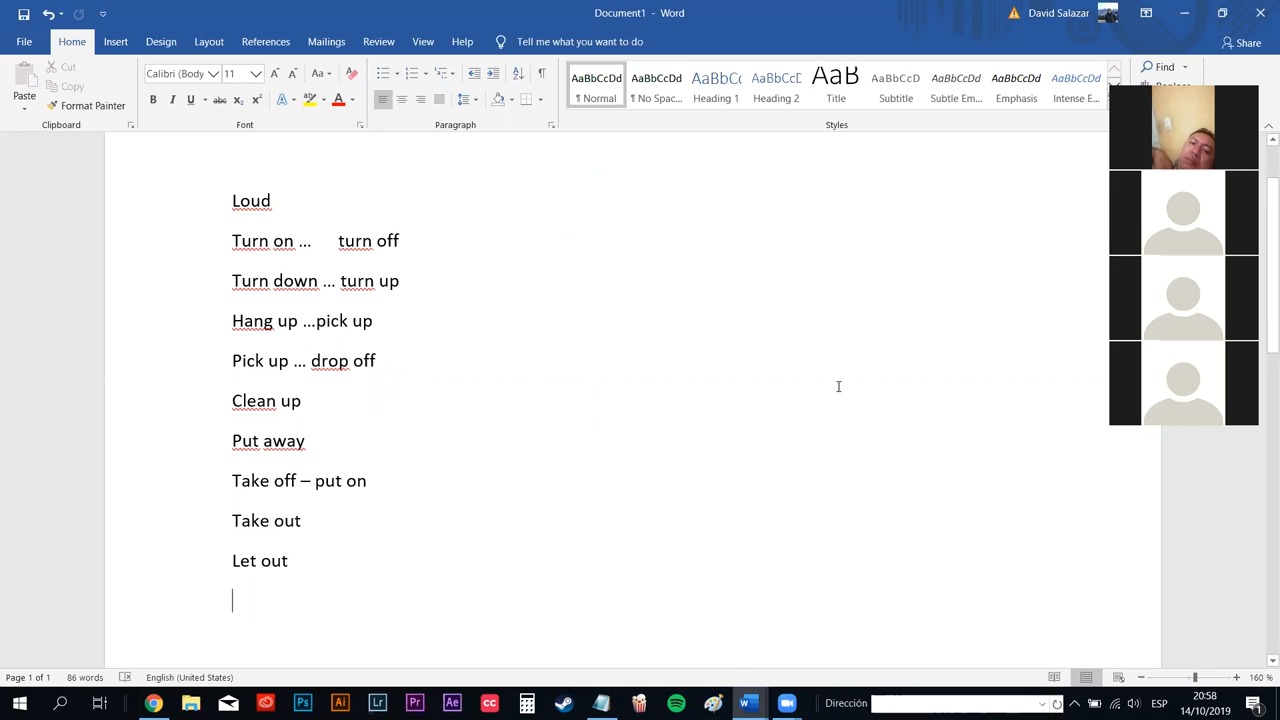 Document1 - Word
David Salazar
File Home Insert Design Layout References Mailings Review View Help Tell me what you want to do Share
Paste
Cut
Copy
Format Painter
Clipboard
Calibri (Body 11
Font
Paragraph
AaBbCcDd AaBbCcDd AaBbCc AaBbCcD AaB AaBbCcD AaBbCcDd AaBbCcDd AaBbCcDd
¶ Normal ¶ No Spac... Heading 1 Heading 2 Title Subtitle Subtle Em... Emphasis Intense E...
Styles
Find
Loud
Turn on ... turn off
Turn down ... turn up
Hang up ...pick up
Pick up ... drop off
Clean up
Put away
Take off – put on
Take out
Let out
Page 1 of 1 86 words English (United States) 160 %
Dirección
ESP
20:58
14/10/2019